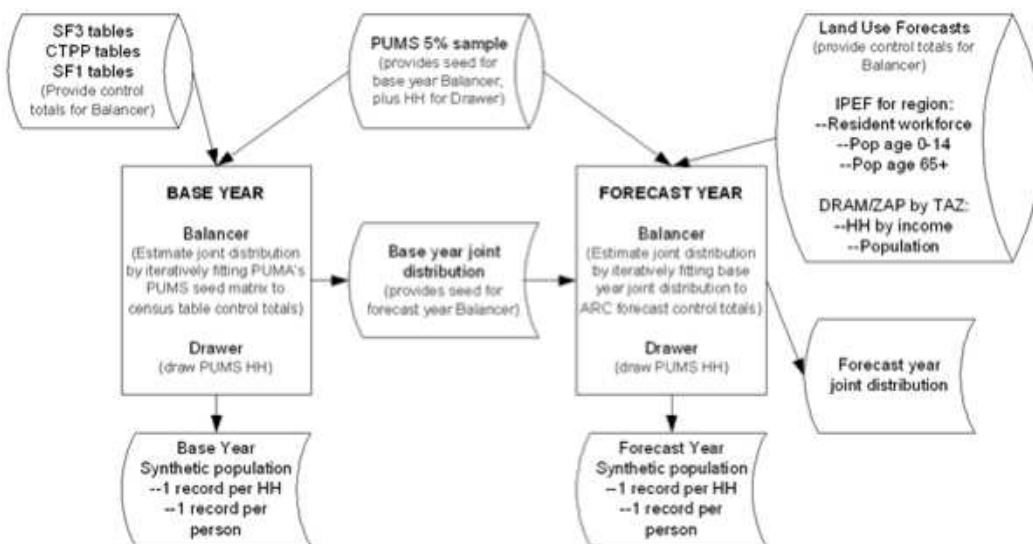 SF3 tables
CTPP tables
SF1 tables
(Provide control
totals for Balancer)
PUMS 5% sample
(provides seed for
base year Balancer,
plus HH for Drawer)
Land Use Forecasts
(provide control totals for
Balancer)
IPEF for region:
--Resident workforce
--Pop age 0-14
--Pop age 65+
DRAM/ZAP by TAZ:
--HH by income
--Population
BASE YEAR
Balancer
(Estimate joint distribution
by iteratively fitting PUMA's
PUMS seed matrix to
census table control totals)
Drawer
(draw PUMS HH)
Base year joint
distribution
(provides seed for
forecast year Balancer)
FORECAST YEAR
Balancer
(Estimate joint distribution
by iteratively fitting base
year joint distribution to
ARC forecast control totals)
Drawer
(draw PUMS HH)
Forecast year
joint distribution
Base Year
Synthetic population
--1 record per HH
--1 record per
person
Forecast Year
Synthetic population
--1 record per HH
--1 record per
person